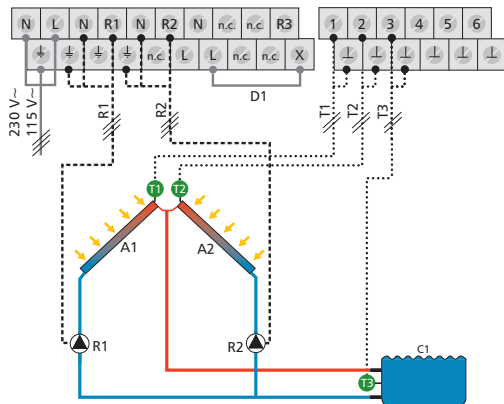 N L N R1 N R2 N n.c. n.c. R3
1 2 3 4 5 6
n.c. L L n.c. n.c. X
D1
230 V~
115 V~
R1
R2
T1
T2
T3
T1 T2
A1 A2
R1 R2
C1
T3